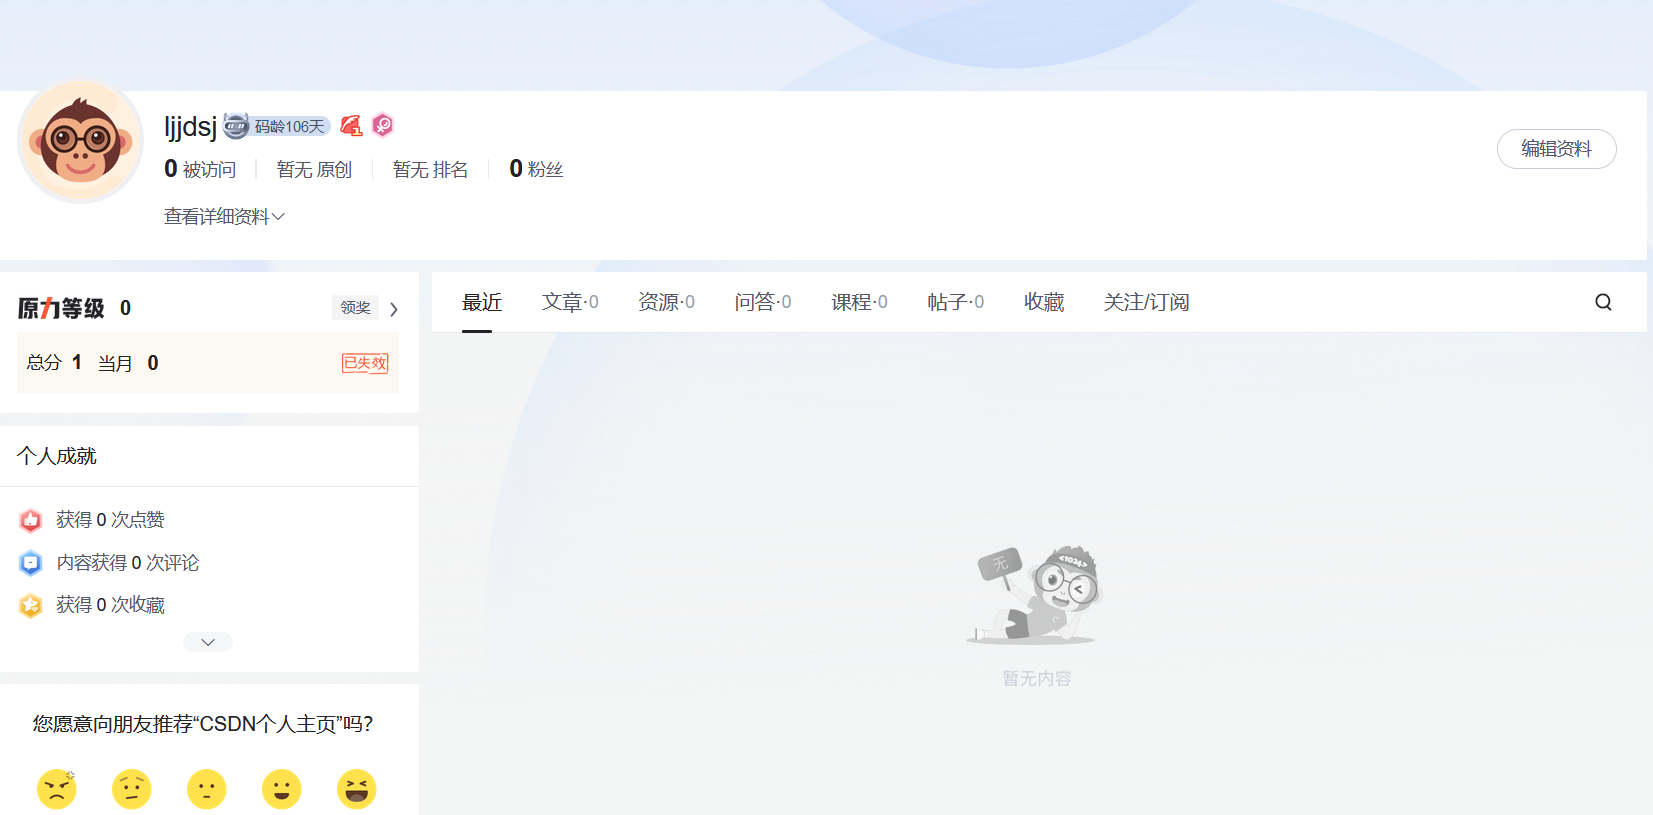 ljjdsj 码龄106天 1
0 被访问 暂无 原创 暂无 排名 0 粉丝
编辑资料
查看详细资料
原力等级 0 领奖
总分 1 当月 0 已失效
最近 文章·0 资源·0 问答·0 课程·0 帖子·0 收藏 关注/订阅
个人成就
获得 0 次点赞
内容获得 0 次评论
获得 0 次收藏
<1024>
无
暂无内容
您愿意向朋友推荐“CSDN个人主页”吗?